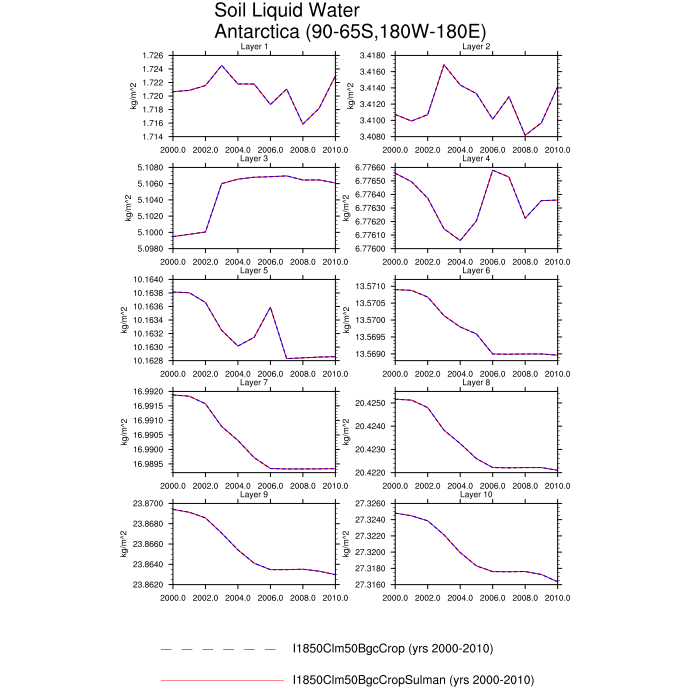 Soil Liquid Water
Antarctica (90-65S,180W-180E)
Layer 1
kg/m^2
1.726
1.724
1.722
1.720
1.718
1.716
1.714
2000.0 2002.0 2004.0 2006.0 2008.0 2010.0
Layer 2
kg/m^2
3.4180
3.4160
3.4140
3.4120
3.4100
3.4080
2000.0 2002.0 2004.0 2006.0 2008.0 2010.0
Layer 3
kg/m^2
5.1080
5.1060
5.1040
5.1020
5.1000
5.0980
2000.0 2002.0 2004.0 2006.0 2008.0 2010.0
Layer 4
kg/m^2
6.77660
6.77650
6.77640
6.77630
6.77620
6.77610
6.77600
2000.0 2002.0 2004.0 2006.0 2008.0 2010.0
Layer 5
kg/m^2
10.1640
10.1638
10.1636
10.1634
10.1632
10.1630
10.1628
2000.0 2002.0 2004.0 2006.0 2008.0 2010.0
Layer 6
kg/m^2
13.5710
13.5705
13.5700
13.5695
13.5690
2000.0 2002.0 2004.0 2006.0 2008.0 2010.0
Layer 7
kg/m^2
16.9920
16.9915
16.9910
16.9905
16.9900
16.9895
2000.0 2002.0 2004.0 2006.0 2008.0 2010.0
Layer 8
kg/m^2
20.4250
20.4240
20.4230
20.4220
2000.0 2002.0 2004.0 2006.0 2008.0 2010.0
Layer 9
kg/m^2
23.8700
23.8680
23.8660
23.8640
23.8620
2000.0 2002.0 2004.0 2006.0 2008.0 2010.0
Layer 10
kg/m^2
27.3260
27.3240
27.3220
27.3200
27.3180
27.3160
2000.0 2002.0 2004.0 2006.0 2008.0 2010.0
I1850Clm50BgcCrop (yrs 2000-2010)
I1850Clm50BgcCropSulman (yrs 2000-2010)